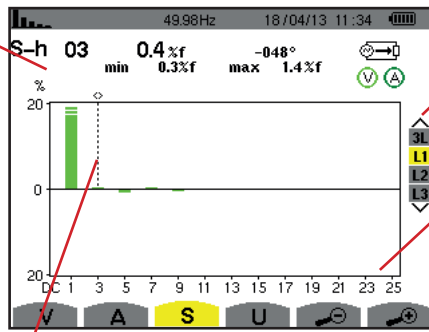 49.98Hz 18/04/13 11:34
S-h 03 0.4 %f -048°
min 0.3%f max 1.4%f
V A
%
20
3L
L1
L2
L3
0
20
DC 1 3 5 7 9 11 13 15 17 19 21 23 25
V A S U